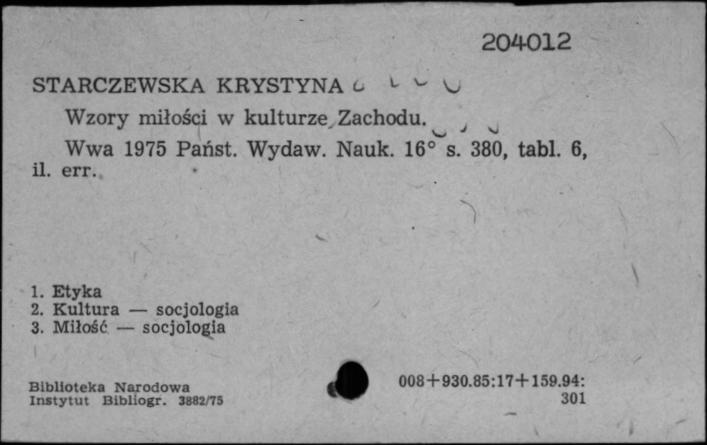 204012
STARCZEWSKA KRYSTYNA
Wzory miłości w kulturze Zachodu.
Wwa 1975 Państ. Wydaw. Nauk. 16° s. 380, tabl. 6,
il. err.
1. Etyka
2. Kultura — socjologia
3. Miłość — socjologia
Biblioteka Narodowa
Instytut Bibliogr. 3882/75
008+930.85:17+159.94:
301